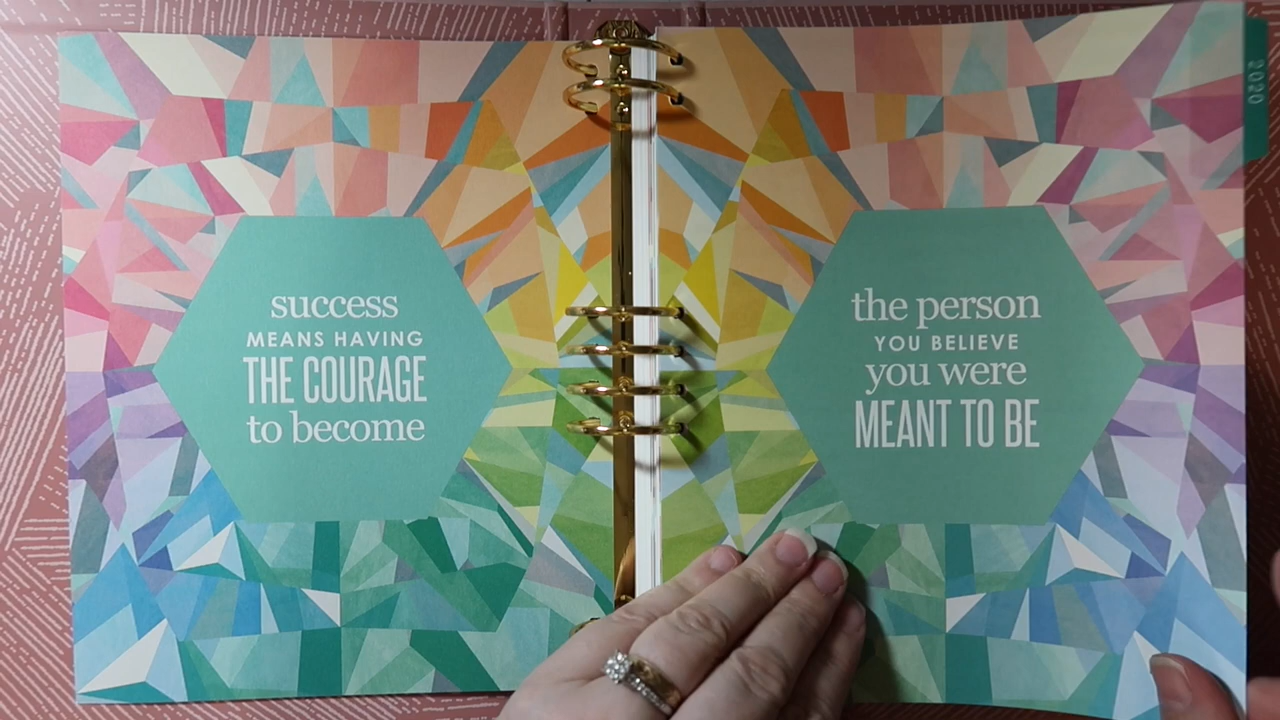 success
MEANS HAVING
THE COURAGE
to become
the person
YOU BELIEVE
you were
MEANT TO BE
2020